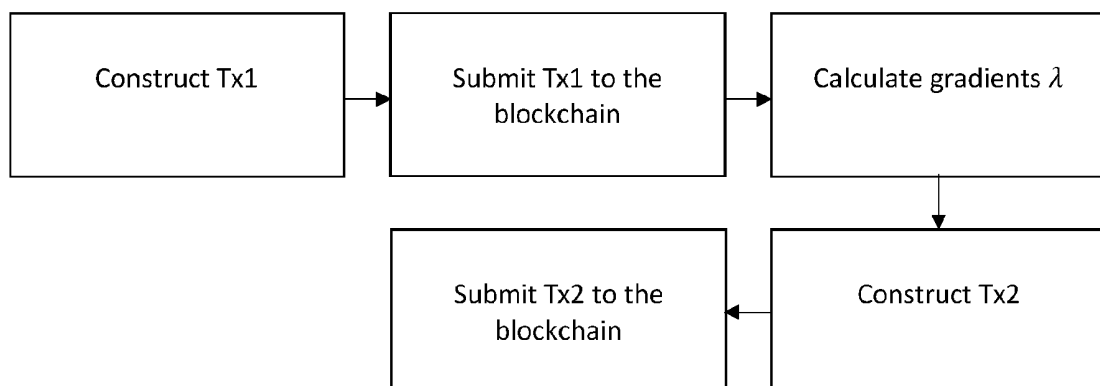 Construct Tx1
Submit Tx1 to the
blockchain
Calculate gradients λ
Construct Tx2
Submit Tx2 to the
blockchain